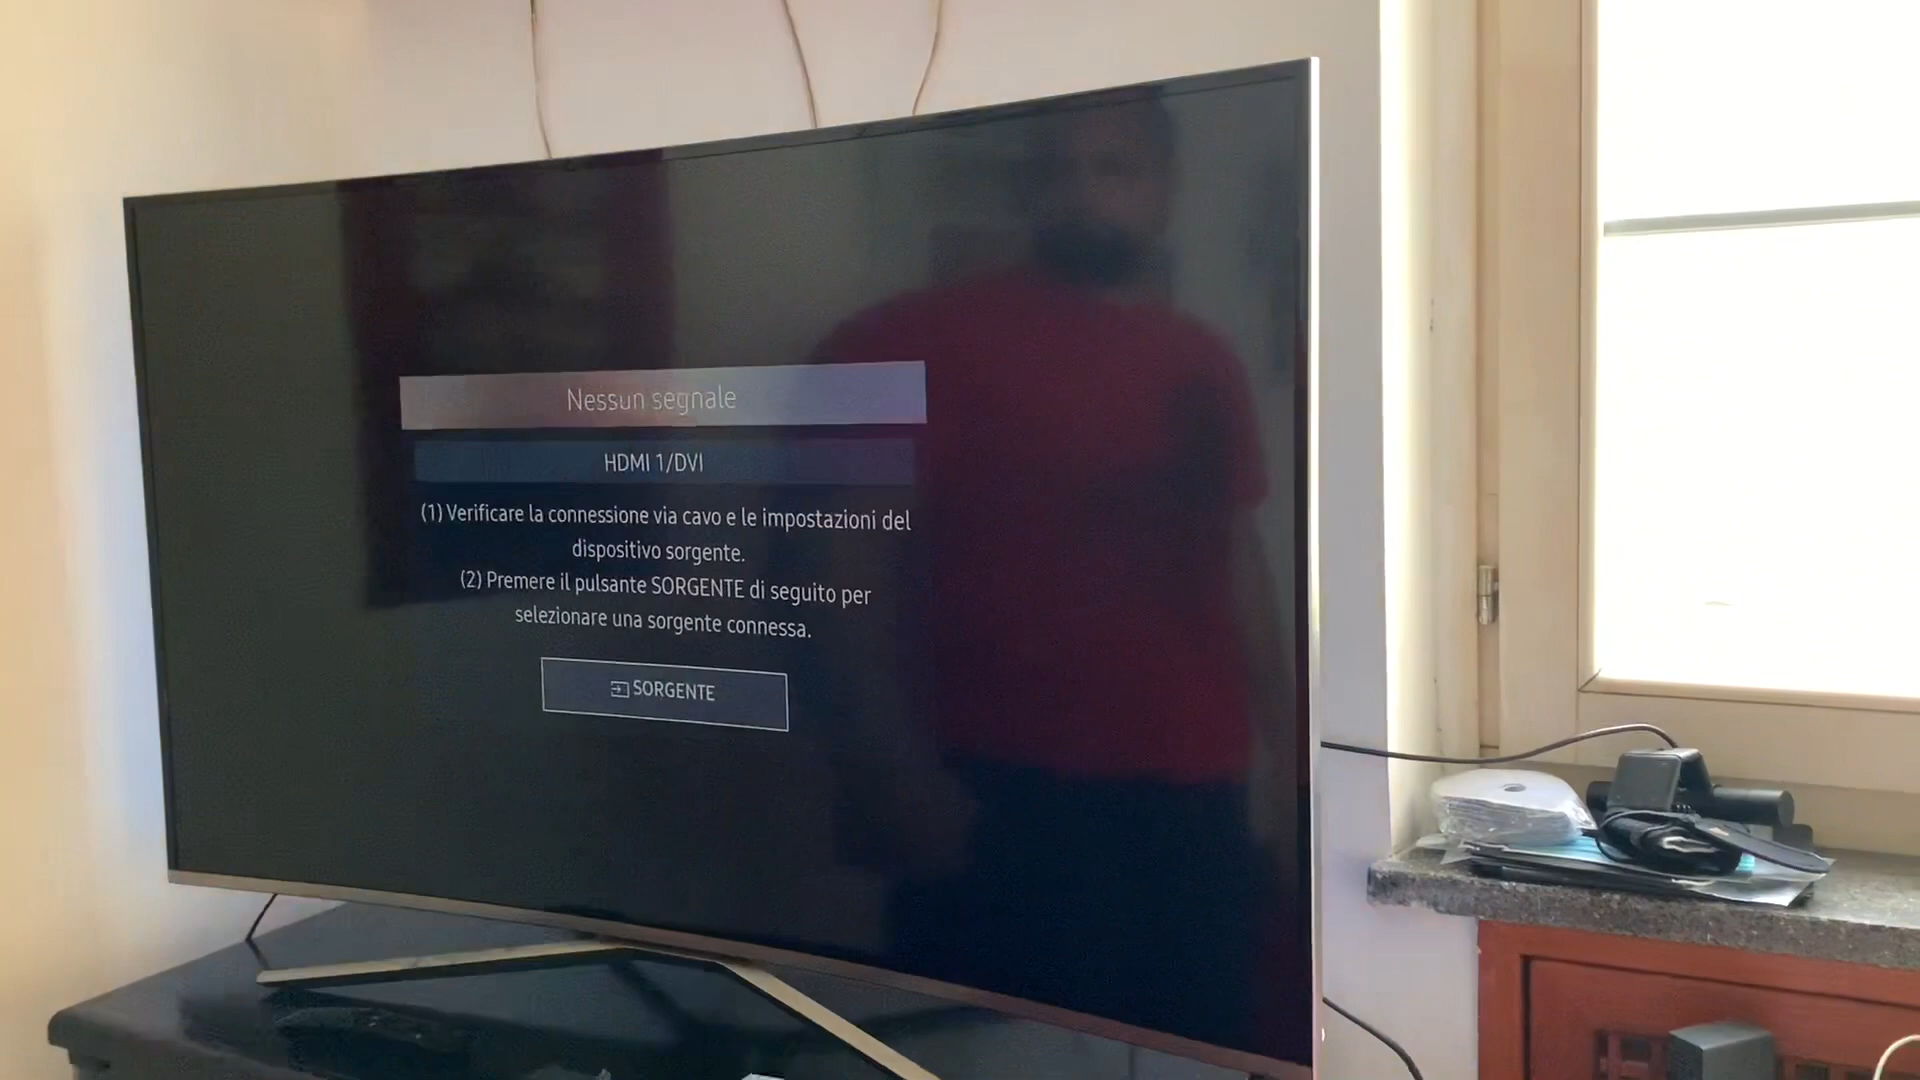 Nessun segnale
HDMI 1/DVI
(1) Verificare la connessione via cavo e le impostazioni del
dispositivo sorgente.
(2) Premere il pulsante SORGENTE di seguito per
selezionare una sorgente connessa.
SORGENTE